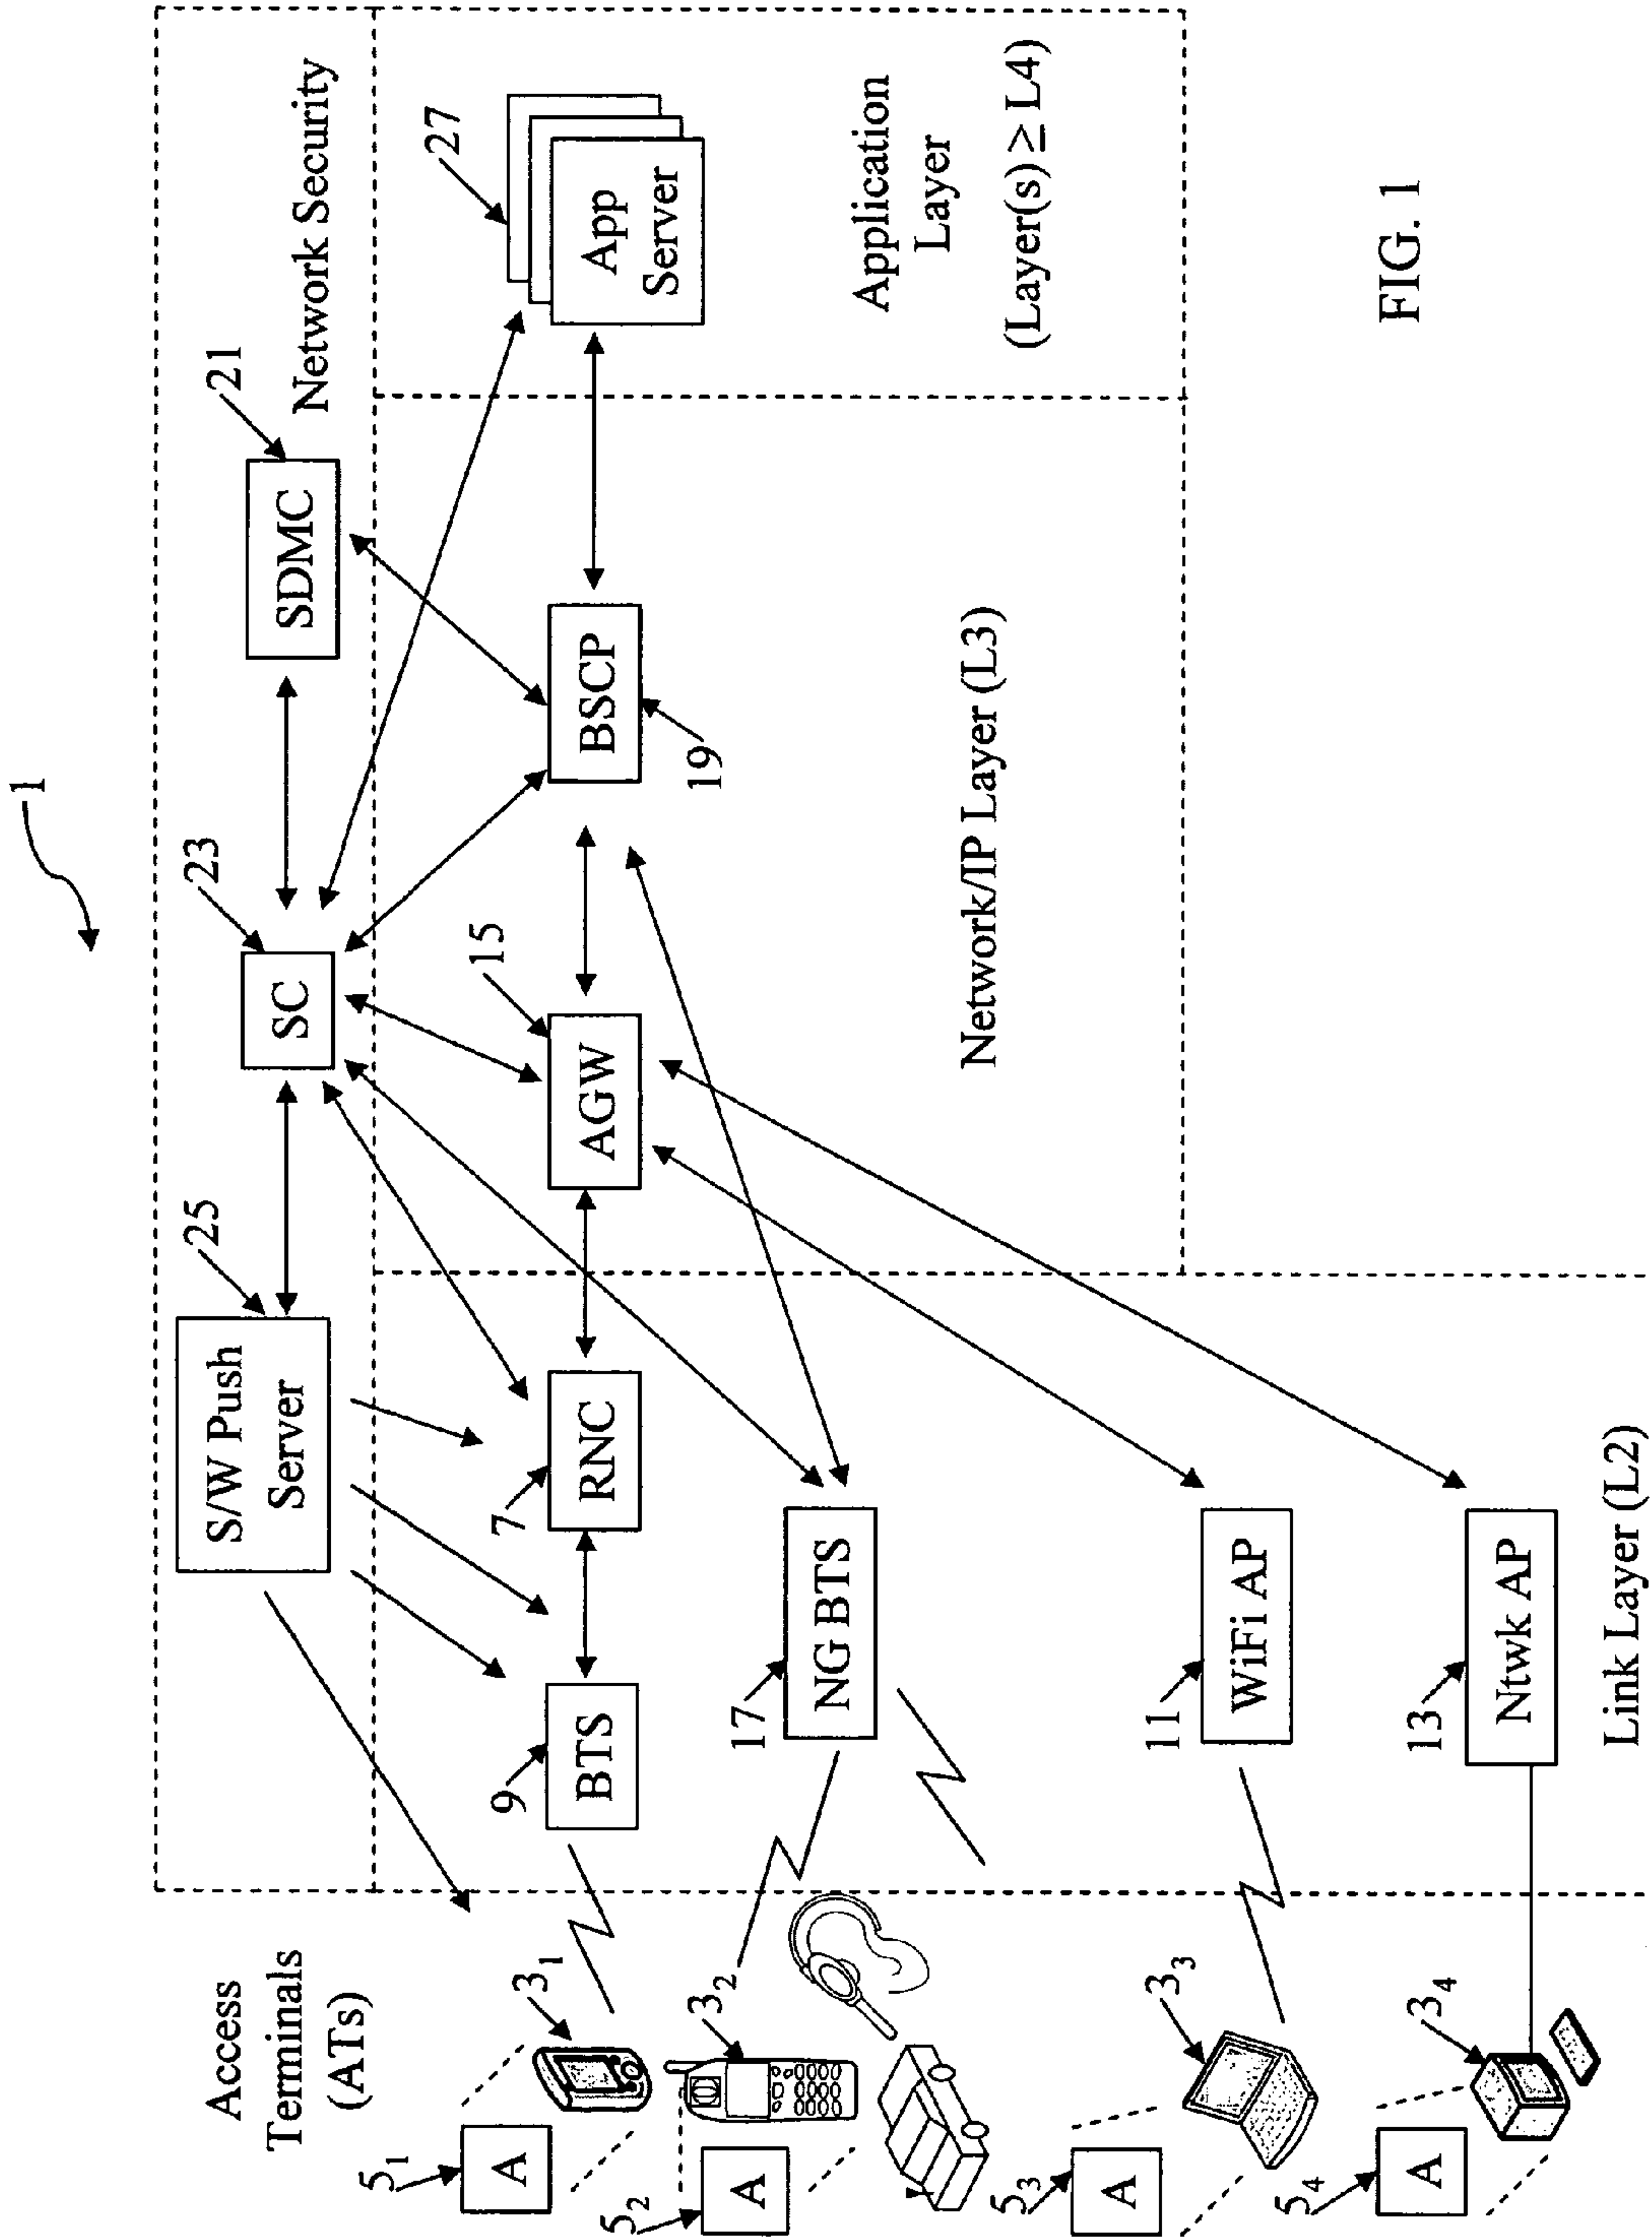 1
Network Security
S/W Push
Server
25
SC
23
SDMC
21
Access
Terminals
(ATs)
9
BTS
7
RNC
AGW
15
BSCP
19
App
Server
27
5₁
A
3₁
5₂
A
3₂
17
NG BTS
5₃
A
3₃
11
WiFi AP
5₄
A
3₄
13
Ntwk AP
Link Layer (L2)
Network/IP Layer (L3)
Application
Layer
(Layer(s) ≥ L4)
FIG. 1